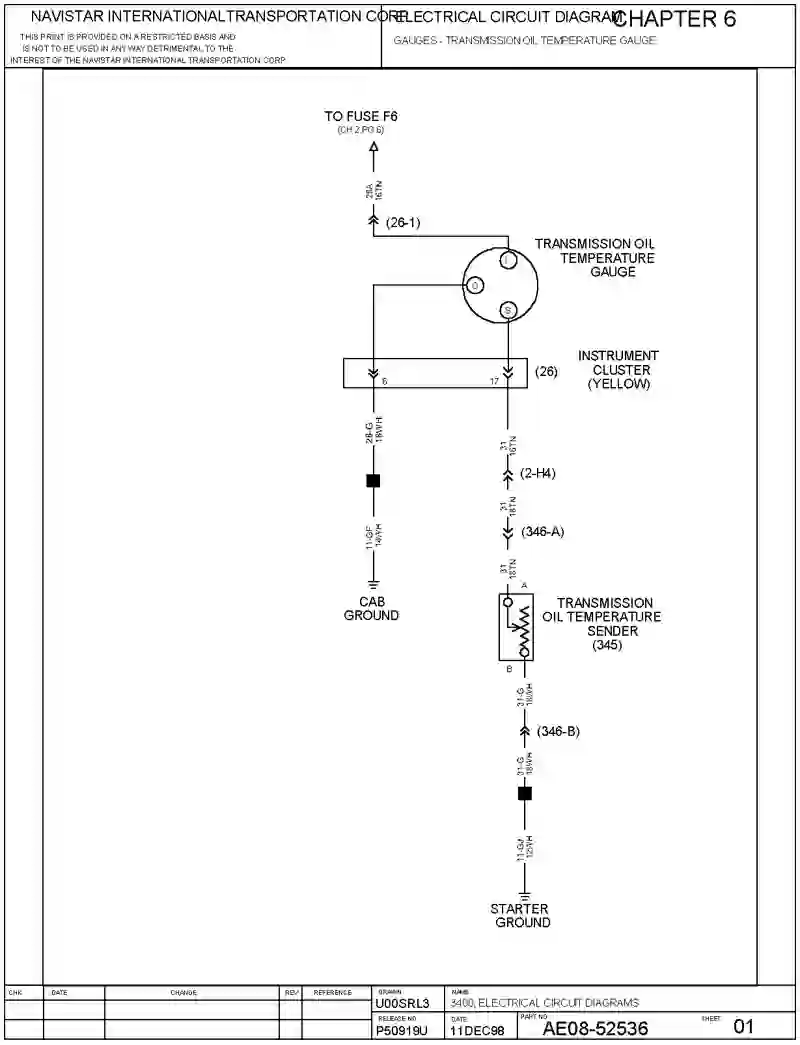 NAVISTAR INTERNATIONAL TRANSPORTATION CORP.
THIS PRINT IS PROVIDED ON A RESTRICTED BASIS AND
IS NOT TO BE USED IN ANY WAY DETRIMENTAL TO THE
INTEREST OF THE NAVISTAR INTERNATIONAL TRANSPORTATION CORP
ELECTRICAL CIRCUIT DIAGRAM
CHAPTER 6
GAUGES - TRANSMISSION OIL TEMPERATURE GAUGE
TO FUSE F6
(CH 2,PG 6)
16TN
(26-1)
TRANSMISSION OIL
TEMPERATURE
GAUGE
I
G
S
INSTRUMENT
CLUSTER
(YELLOW)
(26)
6
17
28-G
18WH
31
16TN
(2-H4)
31
18TN
(346-A)
31
18TN
11-GF
CAB
GROUND
A
TRANSMISSION
OIL TEMPERATURE
SENDER
(345)
B
31-G
18WH
(346-B)
31-G
18WH
12WH
STARTER
GROUND
CHK
DATE
CHANGE
REV
REFERENCE
DRAWN
U00SRL3
NAME
3400, ELECTRICAL CIRCUIT DIAGRAMS
RELEASE NO
P50919U
DATE
11DEC98
PART NO
AE08-52536
SHEET
01